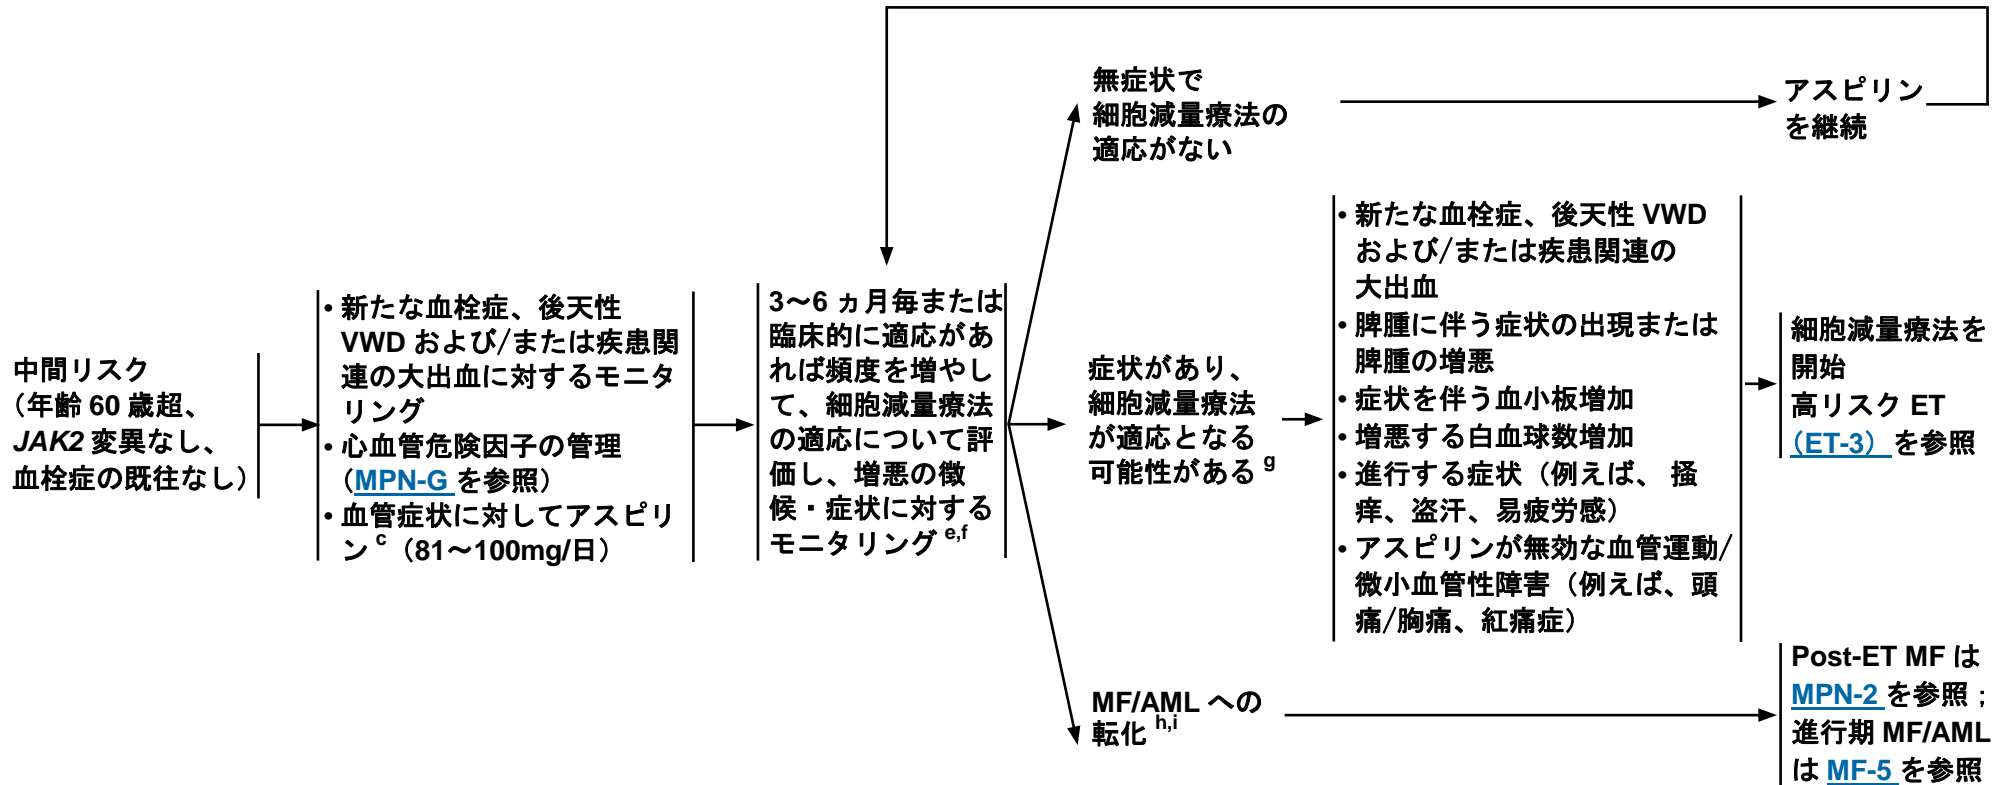 中間リスク
（年齢 60 歳超、
JAK2 変異なし、
血栓症の既往なし）
• 新たな血栓症、後天性
VWD および/または疾患関
連の大出血に対するモニタ
リング
• 心血管危険因子の管理
（MPN-G を参照）
• 血管症状に対してアスピリ
ン c（81～100mg/日）
3～6 ヵ月毎または
臨床的に適応があ
れば頻度を増やし
て、細胞減量療法
の適応について評
価し、増悪の徴
候・症状に対する
モニタリング e,f
無症状で
細胞減量療法の
適応がない
アスピリン
を継続
症状があり、
細胞減量療法
が適応となる
可能性がある g
• 新たな血栓症、後天性 VWD
および/または疾患関連の
大出血
• 脾腫に伴う症状の出現または
脾腫の増悪
• 症状を伴う血小板増加
• 増悪する白血球数増加
• 進行する症状（例えば、 掻
痒、盗汗、易疲労感）
• アスピリンが無効な血管運動/
微小血管性障害（例えば、頭
痛/胸痛、紅痛症）
細胞減量療法を
開始
高リスク ET
（ET-3） を参照
MF/AML への
転化 h,i
Post-ET MF は
MPN-2 を参照；
進行期 MF/AML
は MF-5 を参照